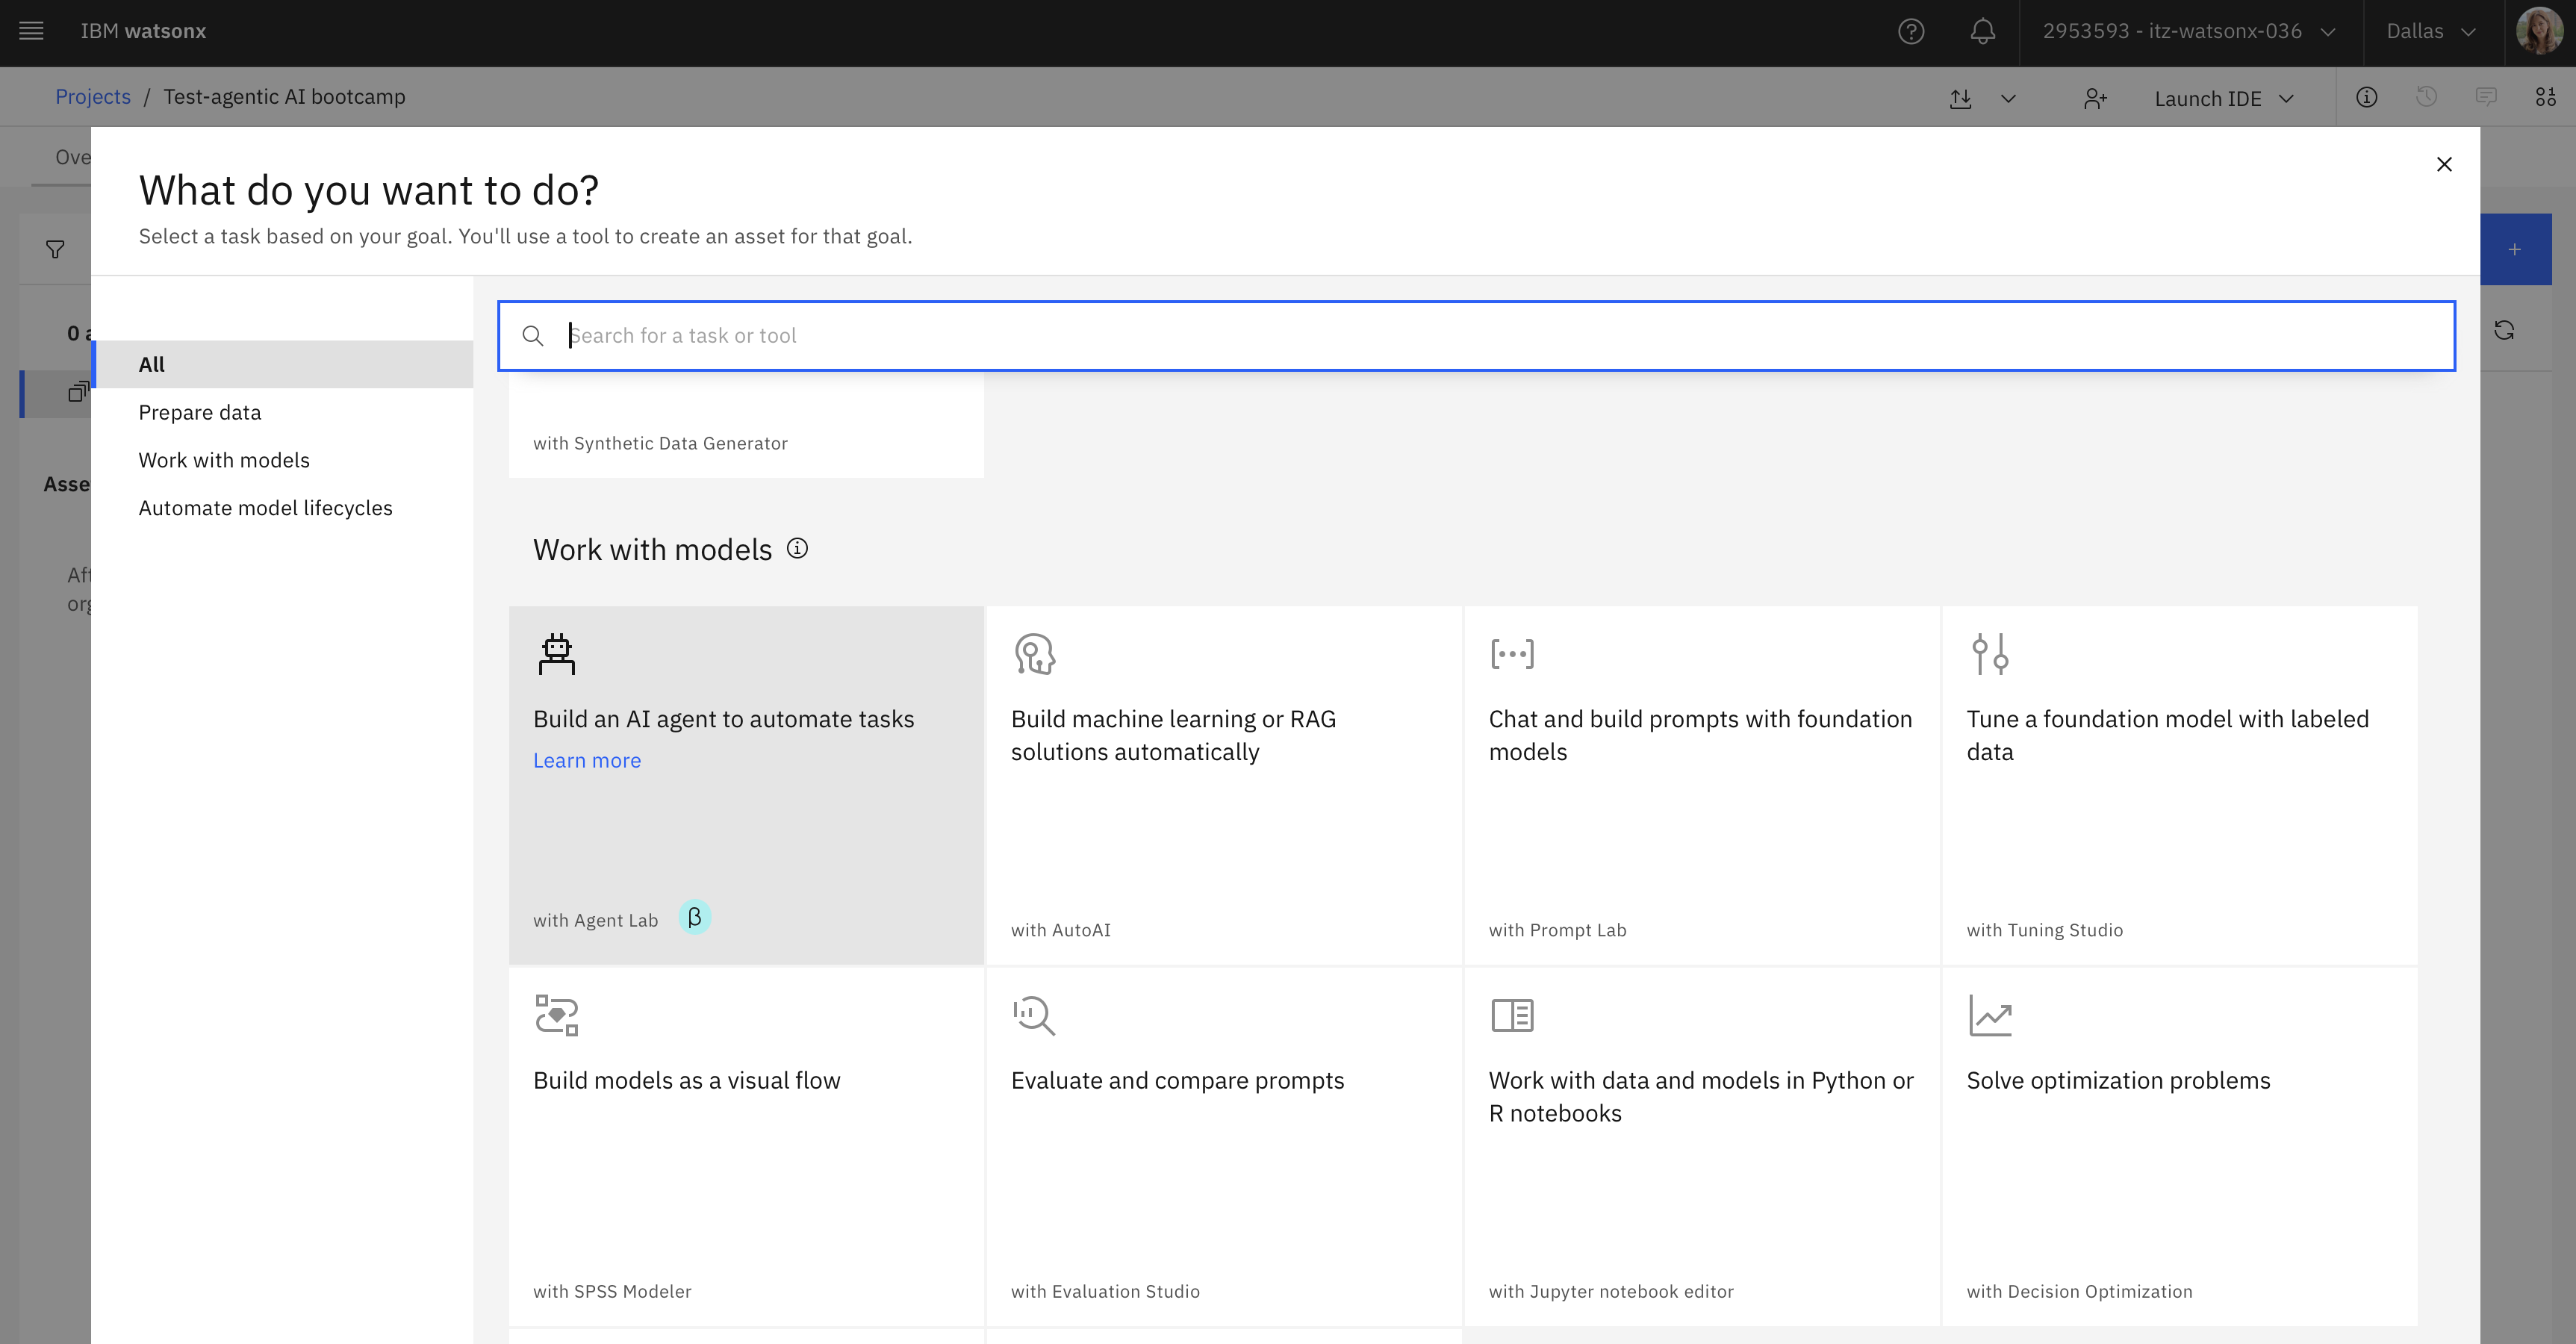 IBM watsonx
2953593 - itz-watsonx-036
Dallas
Projects / Test-agentic AI bootcamp
Launch IDE
Ove
What do you want to do?
Select a task based on your goal. You'll use a tool to create an asset for that goal.
+
0 a
Asse
Aft
org
All
Prepare data
Work with models
Automate model lifecycles
Search for a task or tool
with Synthetic Data Generator
Work with models
Build an AI agent to automate tasks
Learn more
with Agent Lab β
Build machine learning or RAG
solutions automatically
with AutoAI
Chat and build prompts with foundation
models
with Prompt Lab
Tune a foundation model with labeled
data
with Tuning Studio
Build models as a visual flow
with SPSS Modeler
Evaluate and compare prompts
with Evaluation Studio
Work with data and models in Python or
R notebooks
with Jupyter notebook editor
Solve optimization problems
with Decision Optimization